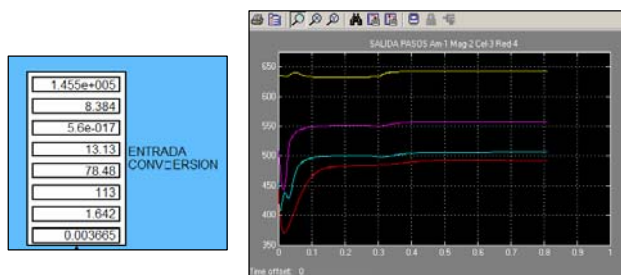 1.455e+005
8.384
5.6e-017
13.13
78.48
113
1.642
0.003665
ENTRADA
CONVERSION
SALIDA PASOS Am-1 Mag-2 Cel-3 Red-4
650
600
550
500
450
400
350
0 0.1 0.2 0.3 0.4 0.5 0.6 0.7 0.8 0.9 1
Time offset: 0